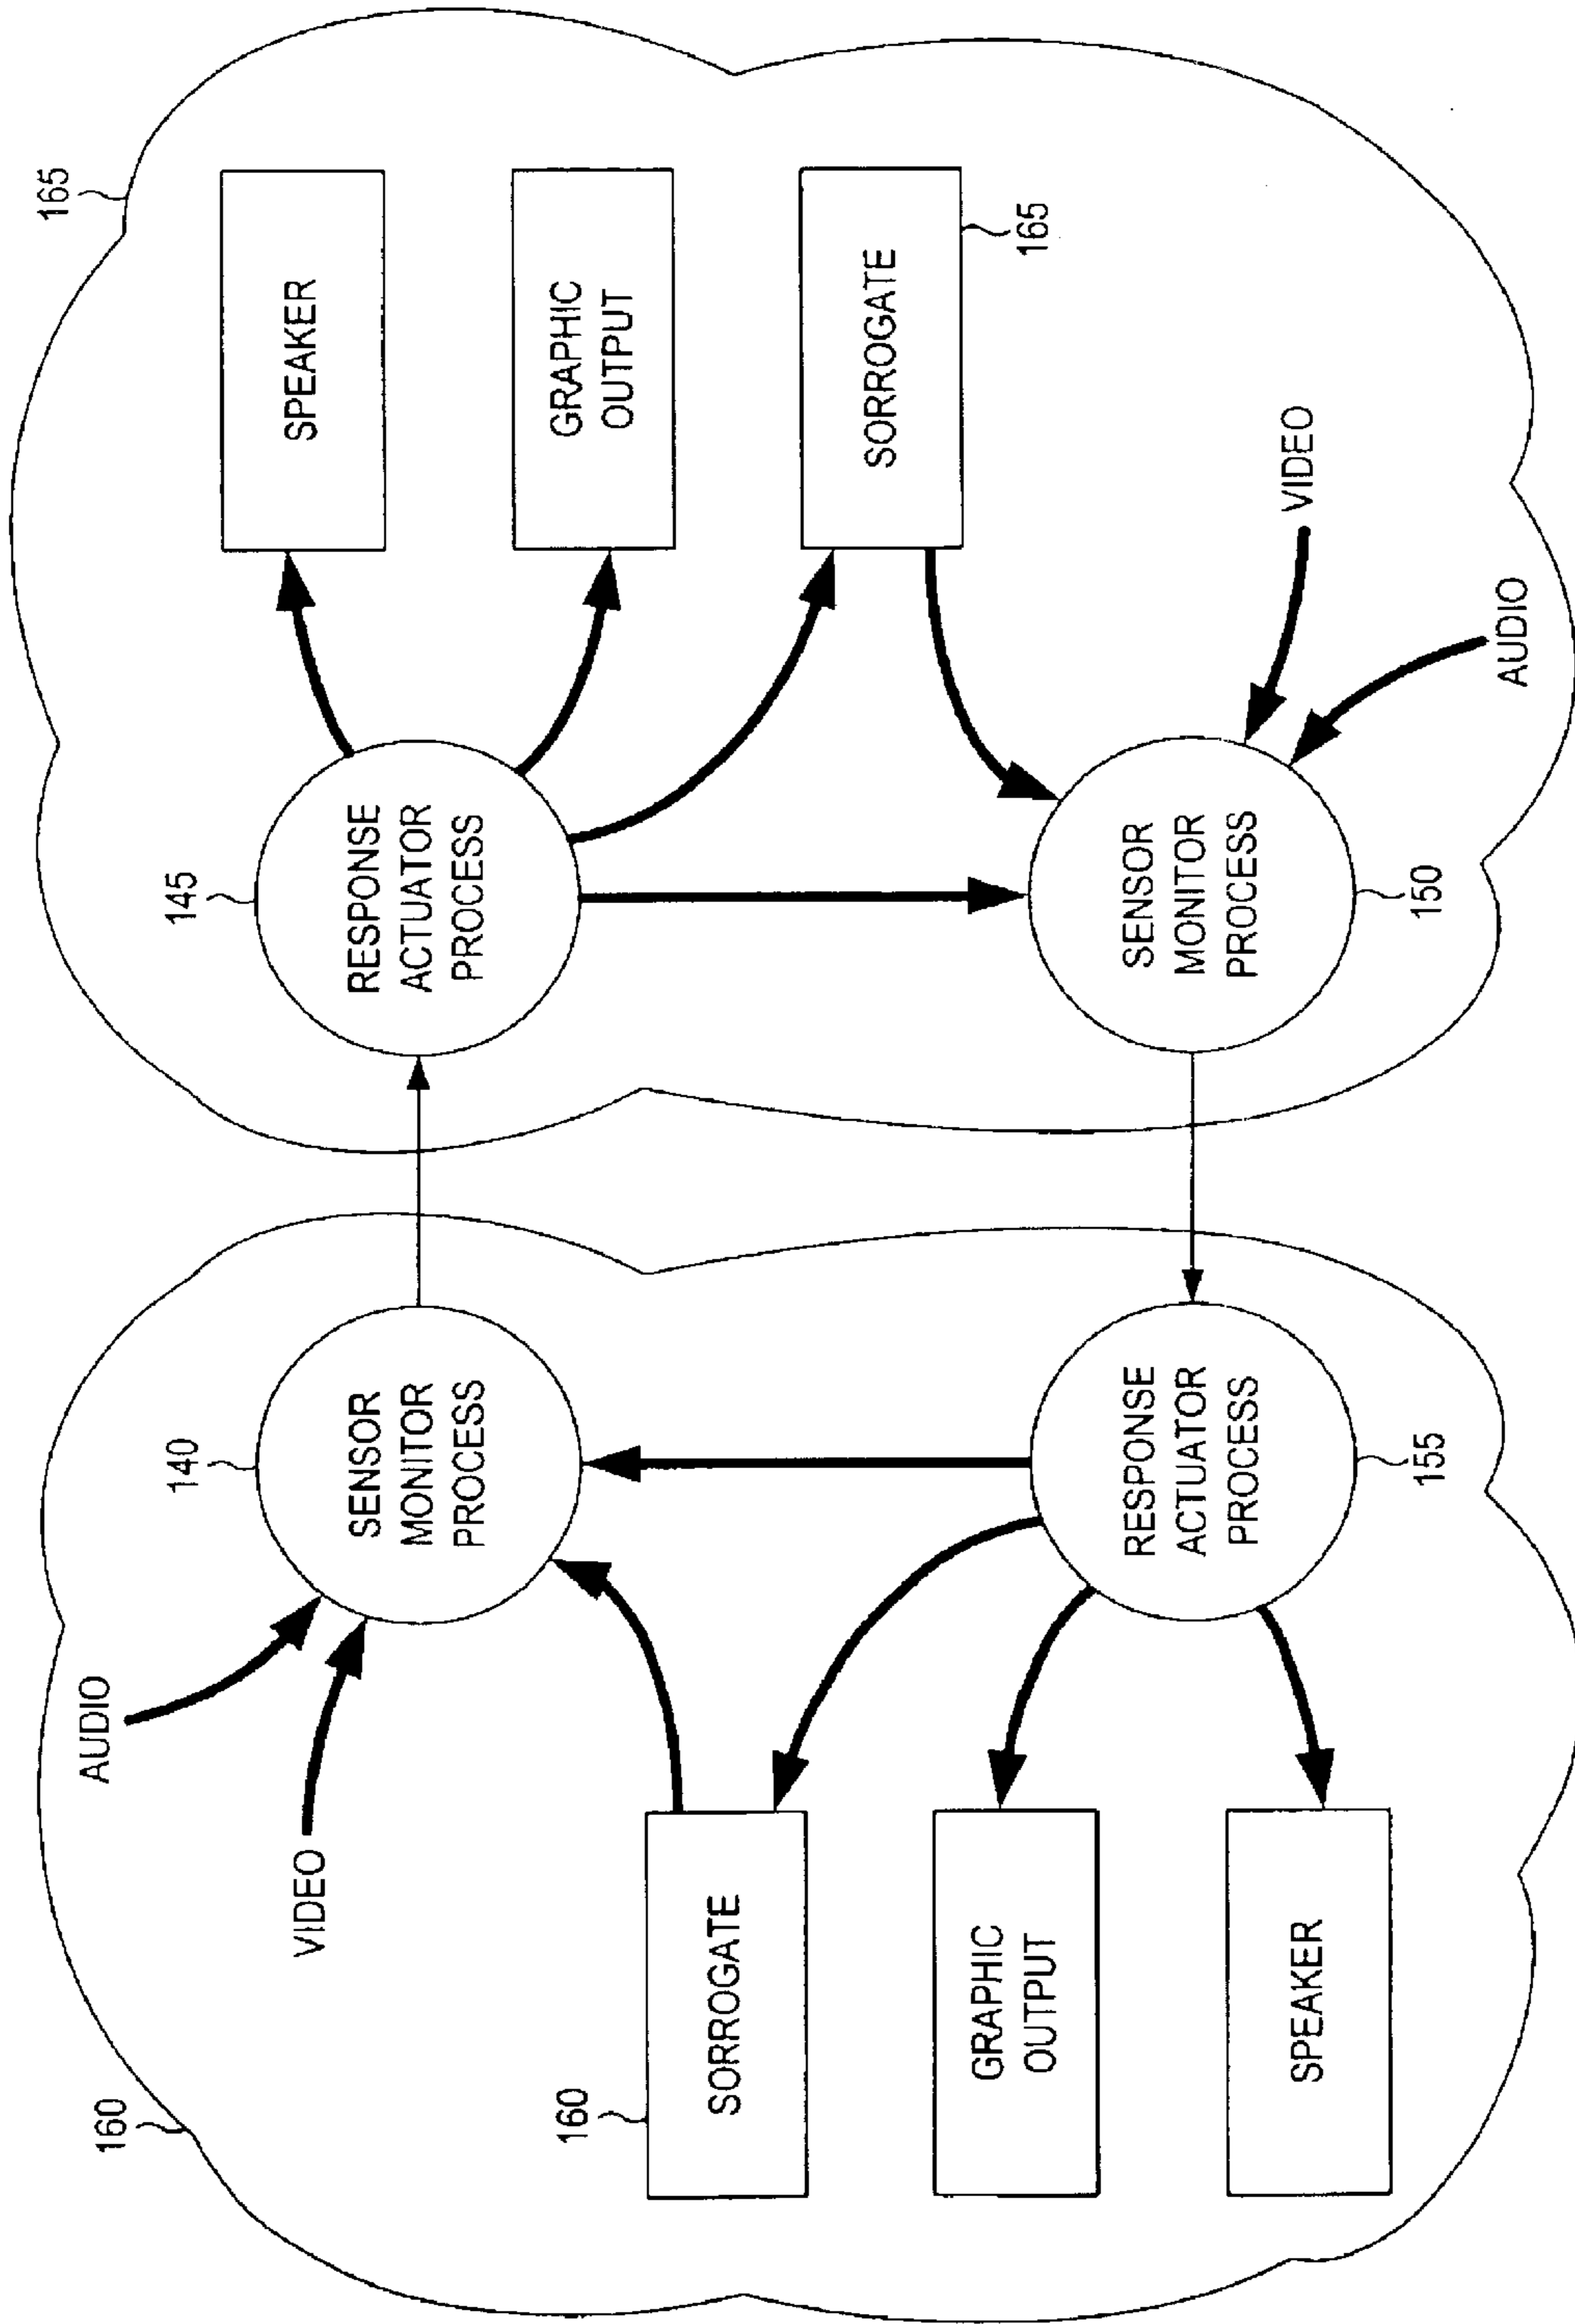 160
AUDIO
VIDEO
140
SENSOR
MONITOR
PROCESS
160
SORROGATE
GRAPHIC
OUTPUT
SPEAKER
RESPONSE
ACTUATOR
PROCESS
155
165
145
RESPONSE
ACTUATOR
PROCESS
SPEAKER
GRAPHIC
OUTPUT
SORROGATE
165
SENSOR
MONITOR
PROCESS
150
VIDEO
AUDIO